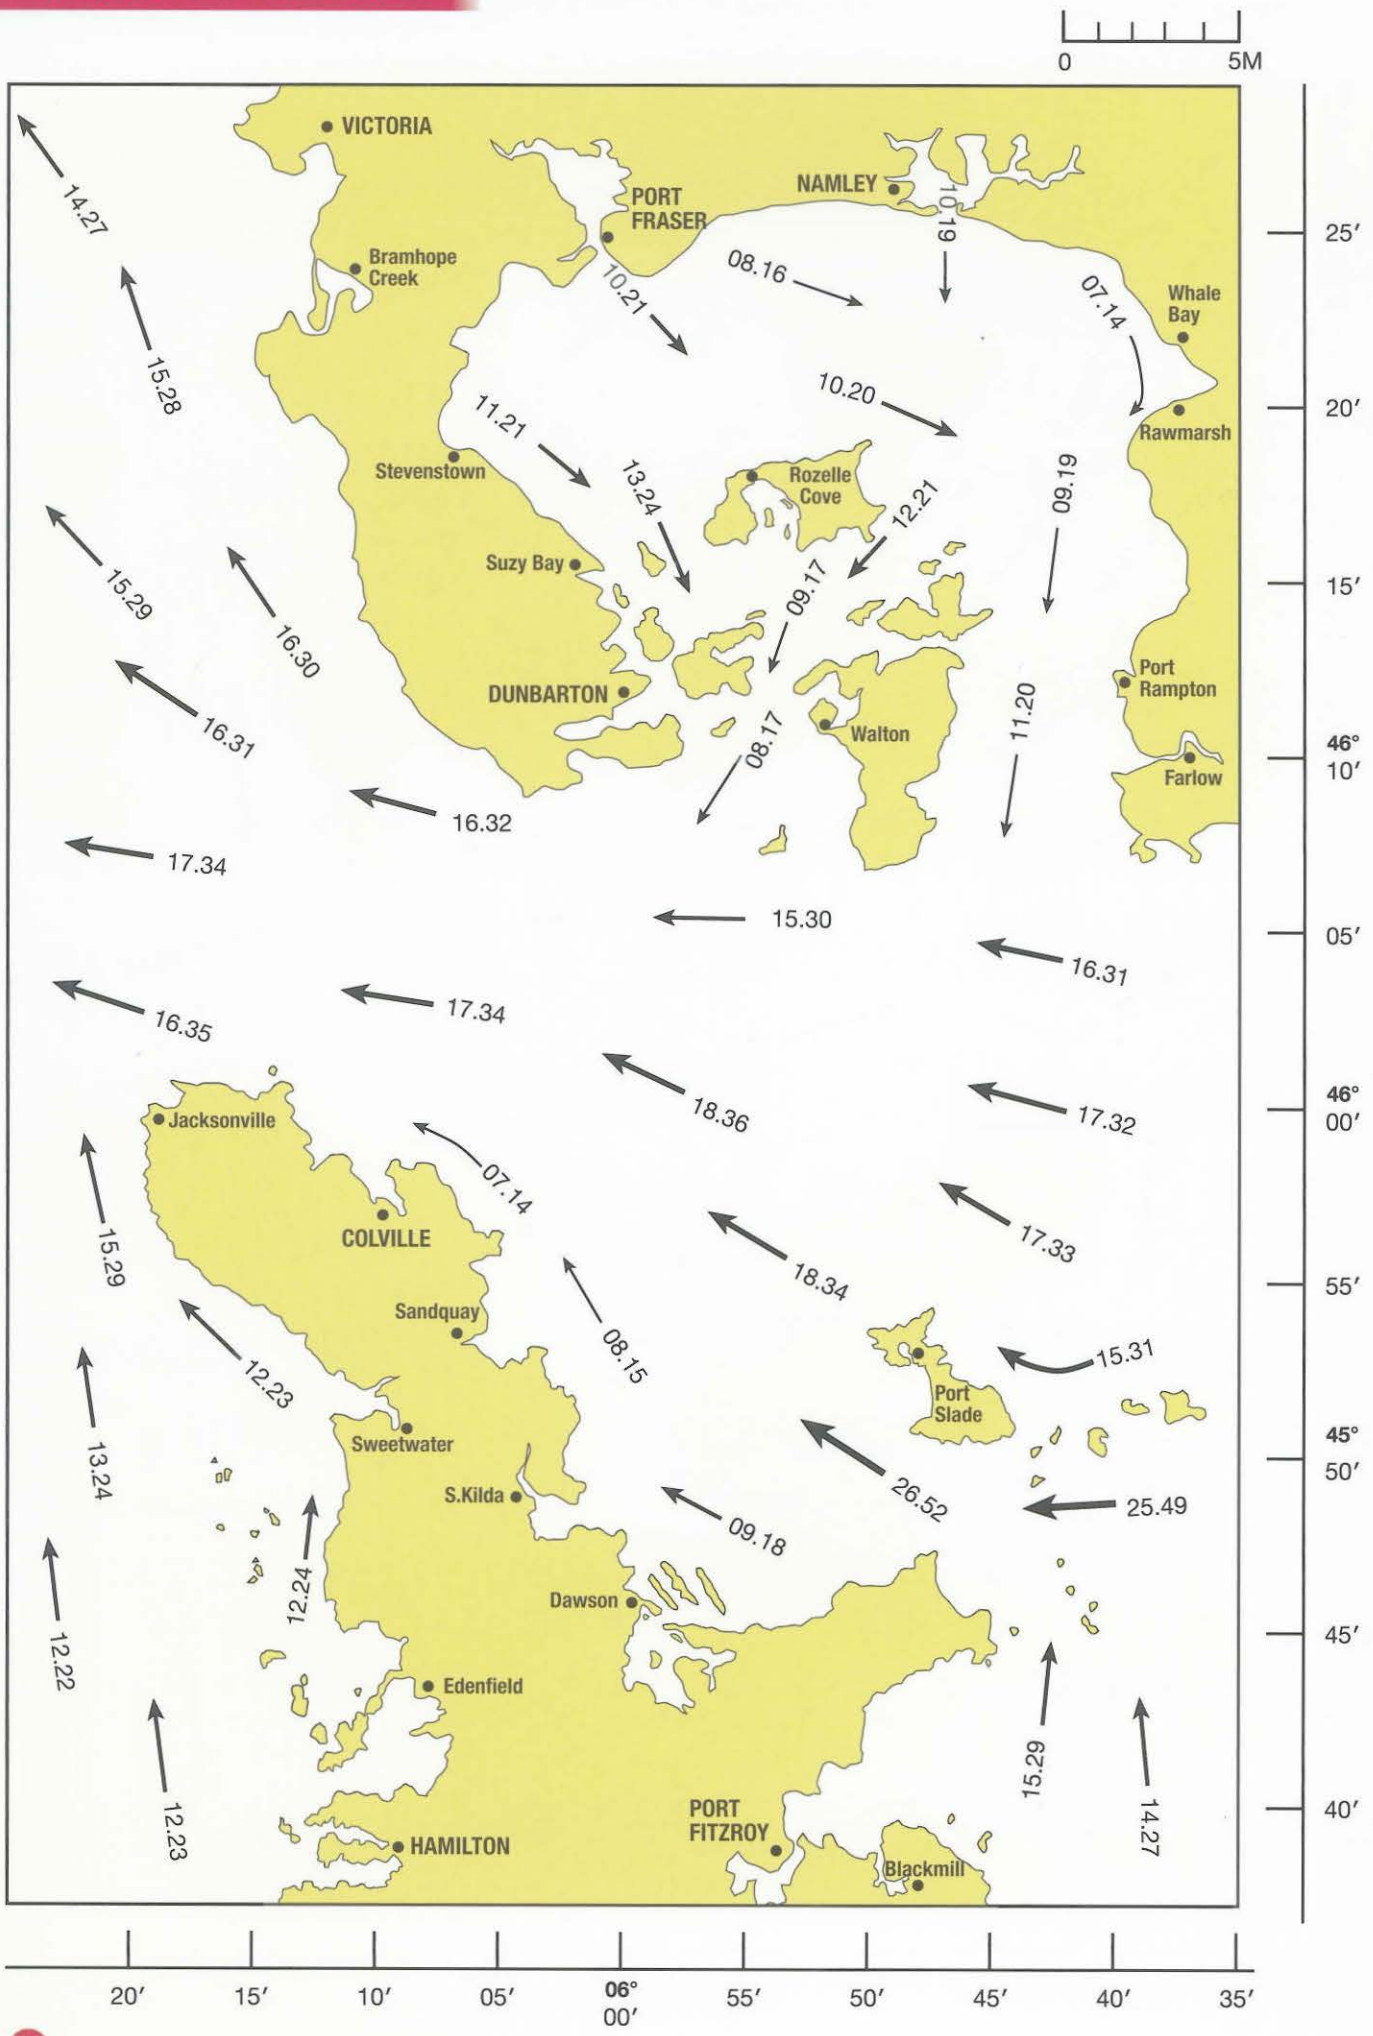 0 5M
VICTORIA
NAMLEY
PORT
FRASER
14.27
10.19
25′
Bramhope
Creek
08.16
10.21
07.14
Whale
Bay
15.28
10.20
20′
11.21
Rawmarsh
Stevenstown
13.24
Rozelle
Cove
12.21
09.19
Suzy Bay
15.29
09.17
15′
16.30
DUNBARTON
Port
Rampton
16.31
08.17
Walton
11.20
46°
10′
Farlow
16.32
17.34
15.30
05′
16.31
16.35
17.34
18.36
17.32
46°
00′
Jacksonville
07.14
COLVILLE
15.29
17.33
18.34
55′
Sandquay
08.15
15.31
12.23
Port
Slade
Sweetwater
45°
50′
13.24
S.Kilda
26.52
25.49
09.18
12.24
Dawson
45′
12.22
Edenfield
15.29
14.27
12.23
PORT
FITZROY
40′
HAMILTON
Blackmill
20′ 15′ 10′ 05′ 06° 55′ 50′ 45′ 40′ 35′
00′